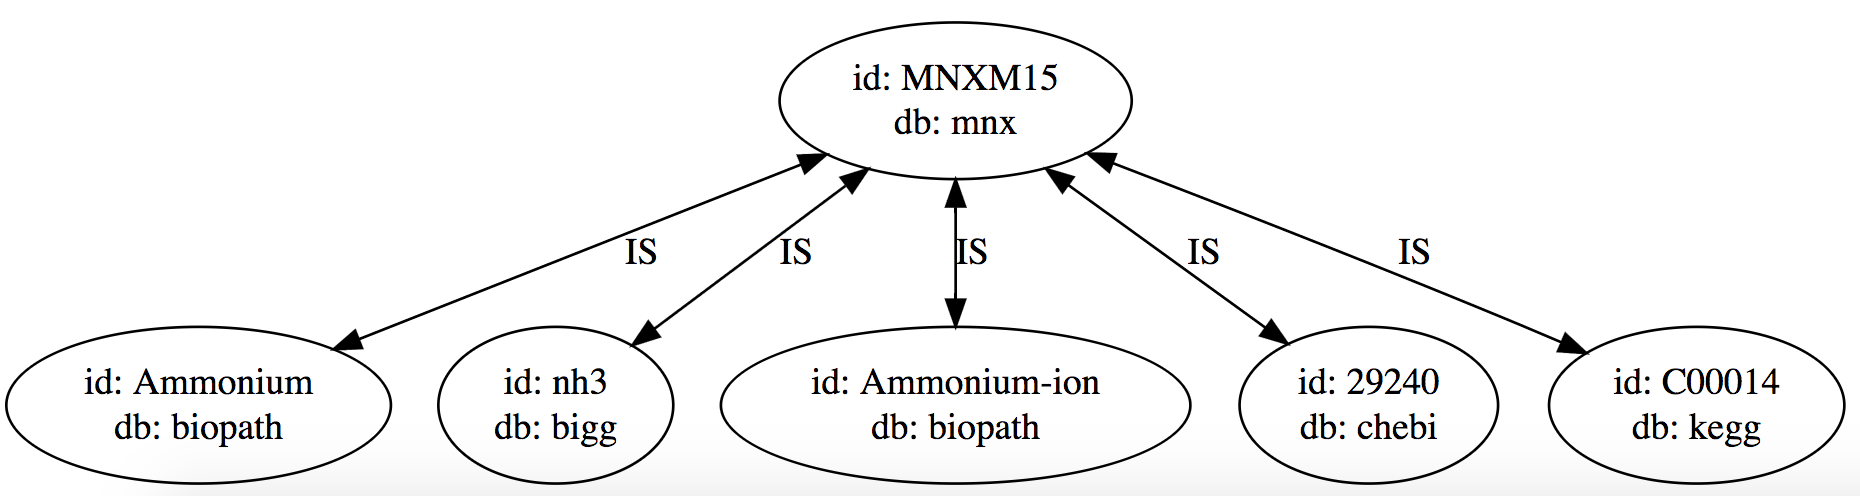 id: MNXM15
db: mnx
IS
IS
IS
IS
IS
id: Ammonium
db: biopath
id: nh3
db: bigg
id: Ammonium-ion
db: biopath
id: 29240
db: chebi
id: C00014
db: kegg